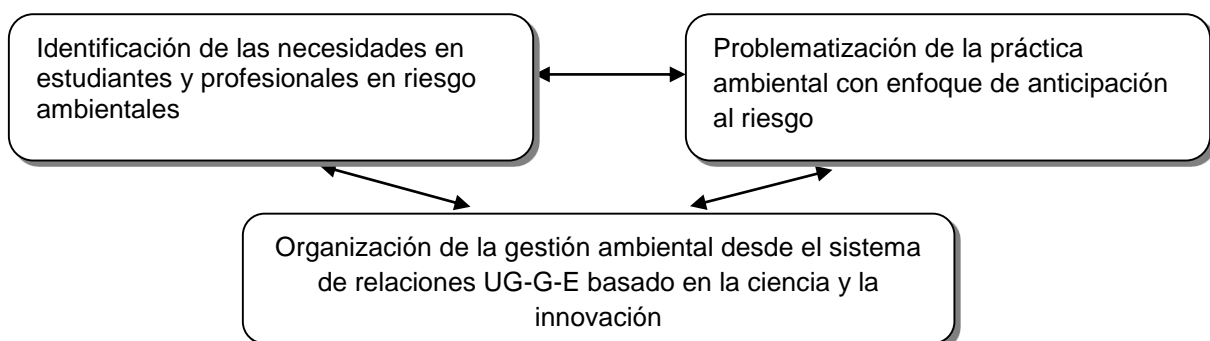 Identificación de las necesidades en
estudiantes y profesionales en riesgo
ambientales
Problematización de la práctica
ambiental con enfoque de anticipación
al riesgo
Organización de la gestión ambiental desde el sistema
de relaciones UG-G-E basado en la ciencia y la
innovación